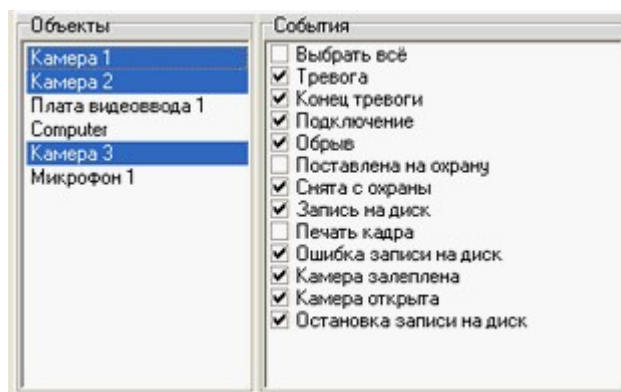 Объекты
Камера 1
Камера 2
Плата видеоввода 1
Computer
Камера 3
Микрофон 1
События
Выбрать всё
Тревога
Конец тревоги
Подключение
Обрыв
Поставлена на охрану
Снята с охраны
Запись на диск
Печать кадра
Ошибка записи на диск
Камера залеплена
Камера открыта
Остановка записи на диск